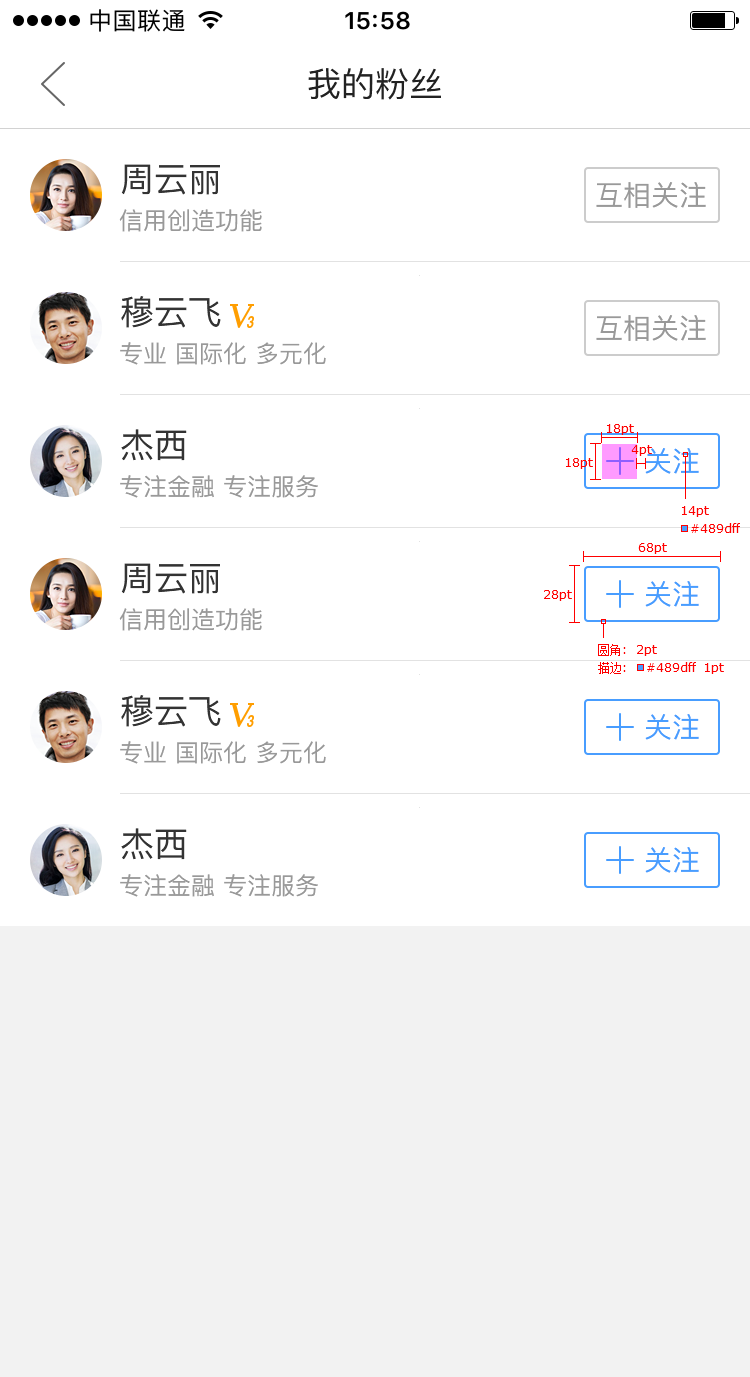 中国联通 15:58
我的粉丝
周云丽
信用创造功能
互相关注
穆云飞 V3
专业 国际化 多元化
互相关注
杰西
专注金融 专注服务
18pt
18pt
4pt
关注
14pt
#489dff
周云丽
信用创造功能
68pt
28pt
关注
圆角: 2pt
描边: #489dff 1pt
穆云飞 V3
专业 国际化 多元化
关注
杰西
专注金融 专注服务
关注